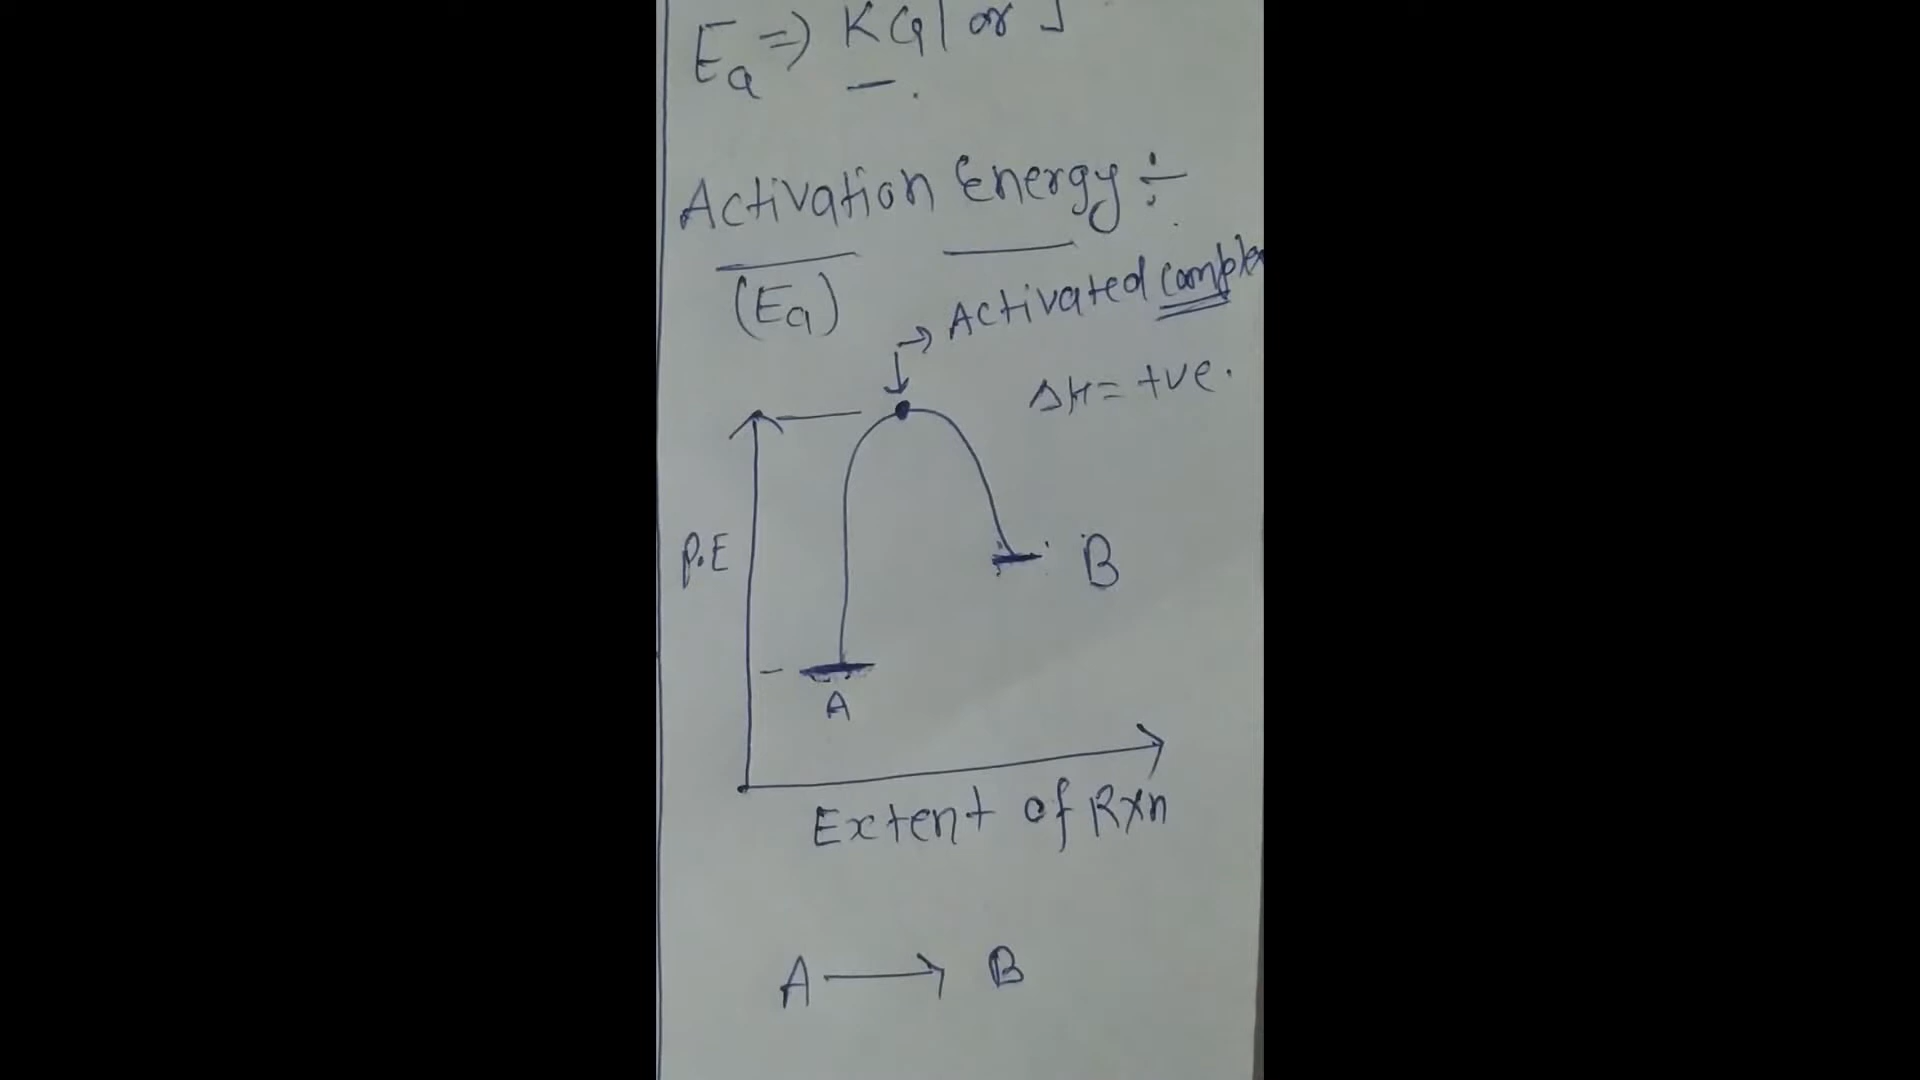 Ea => KCal or J
Activation Energy ÷
(Ea)
Activated complex
ΔH = +ve.
P.E
B
A
Extent of Rxn
A → B